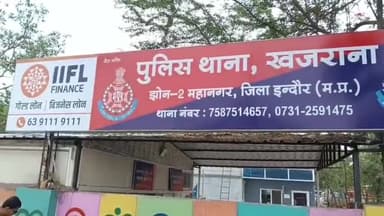 IIFL
FINANCE
गोल्ड लोन | बिज़नेस लोन
63 9111 9111
पुलिस थाना, खजराना
झोन-2 महानगर, जिला इन्दौर (म.प्र.)
थाना नंबर : 7587514657, 0731-2591475